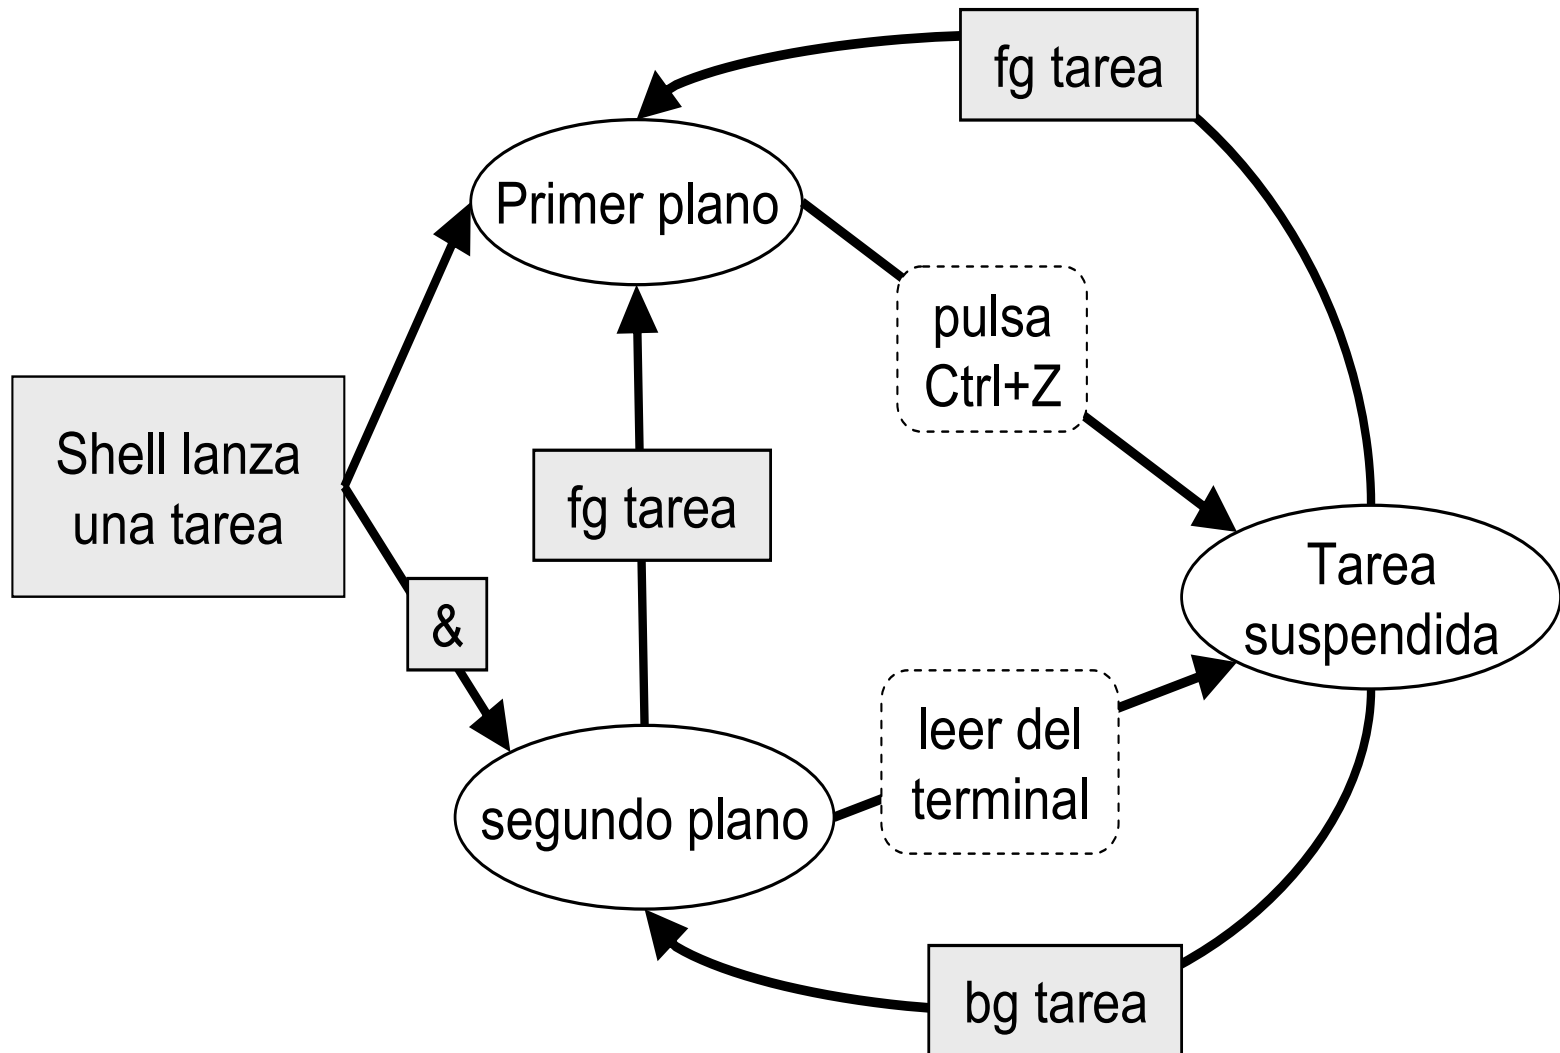 fg tarea
Primer plano
pulsa
Ctrl+Z
Shell lanza
una tarea
fg tarea
&
Tarea
suspendida
leer del
terminal
segundo plano
bg tarea